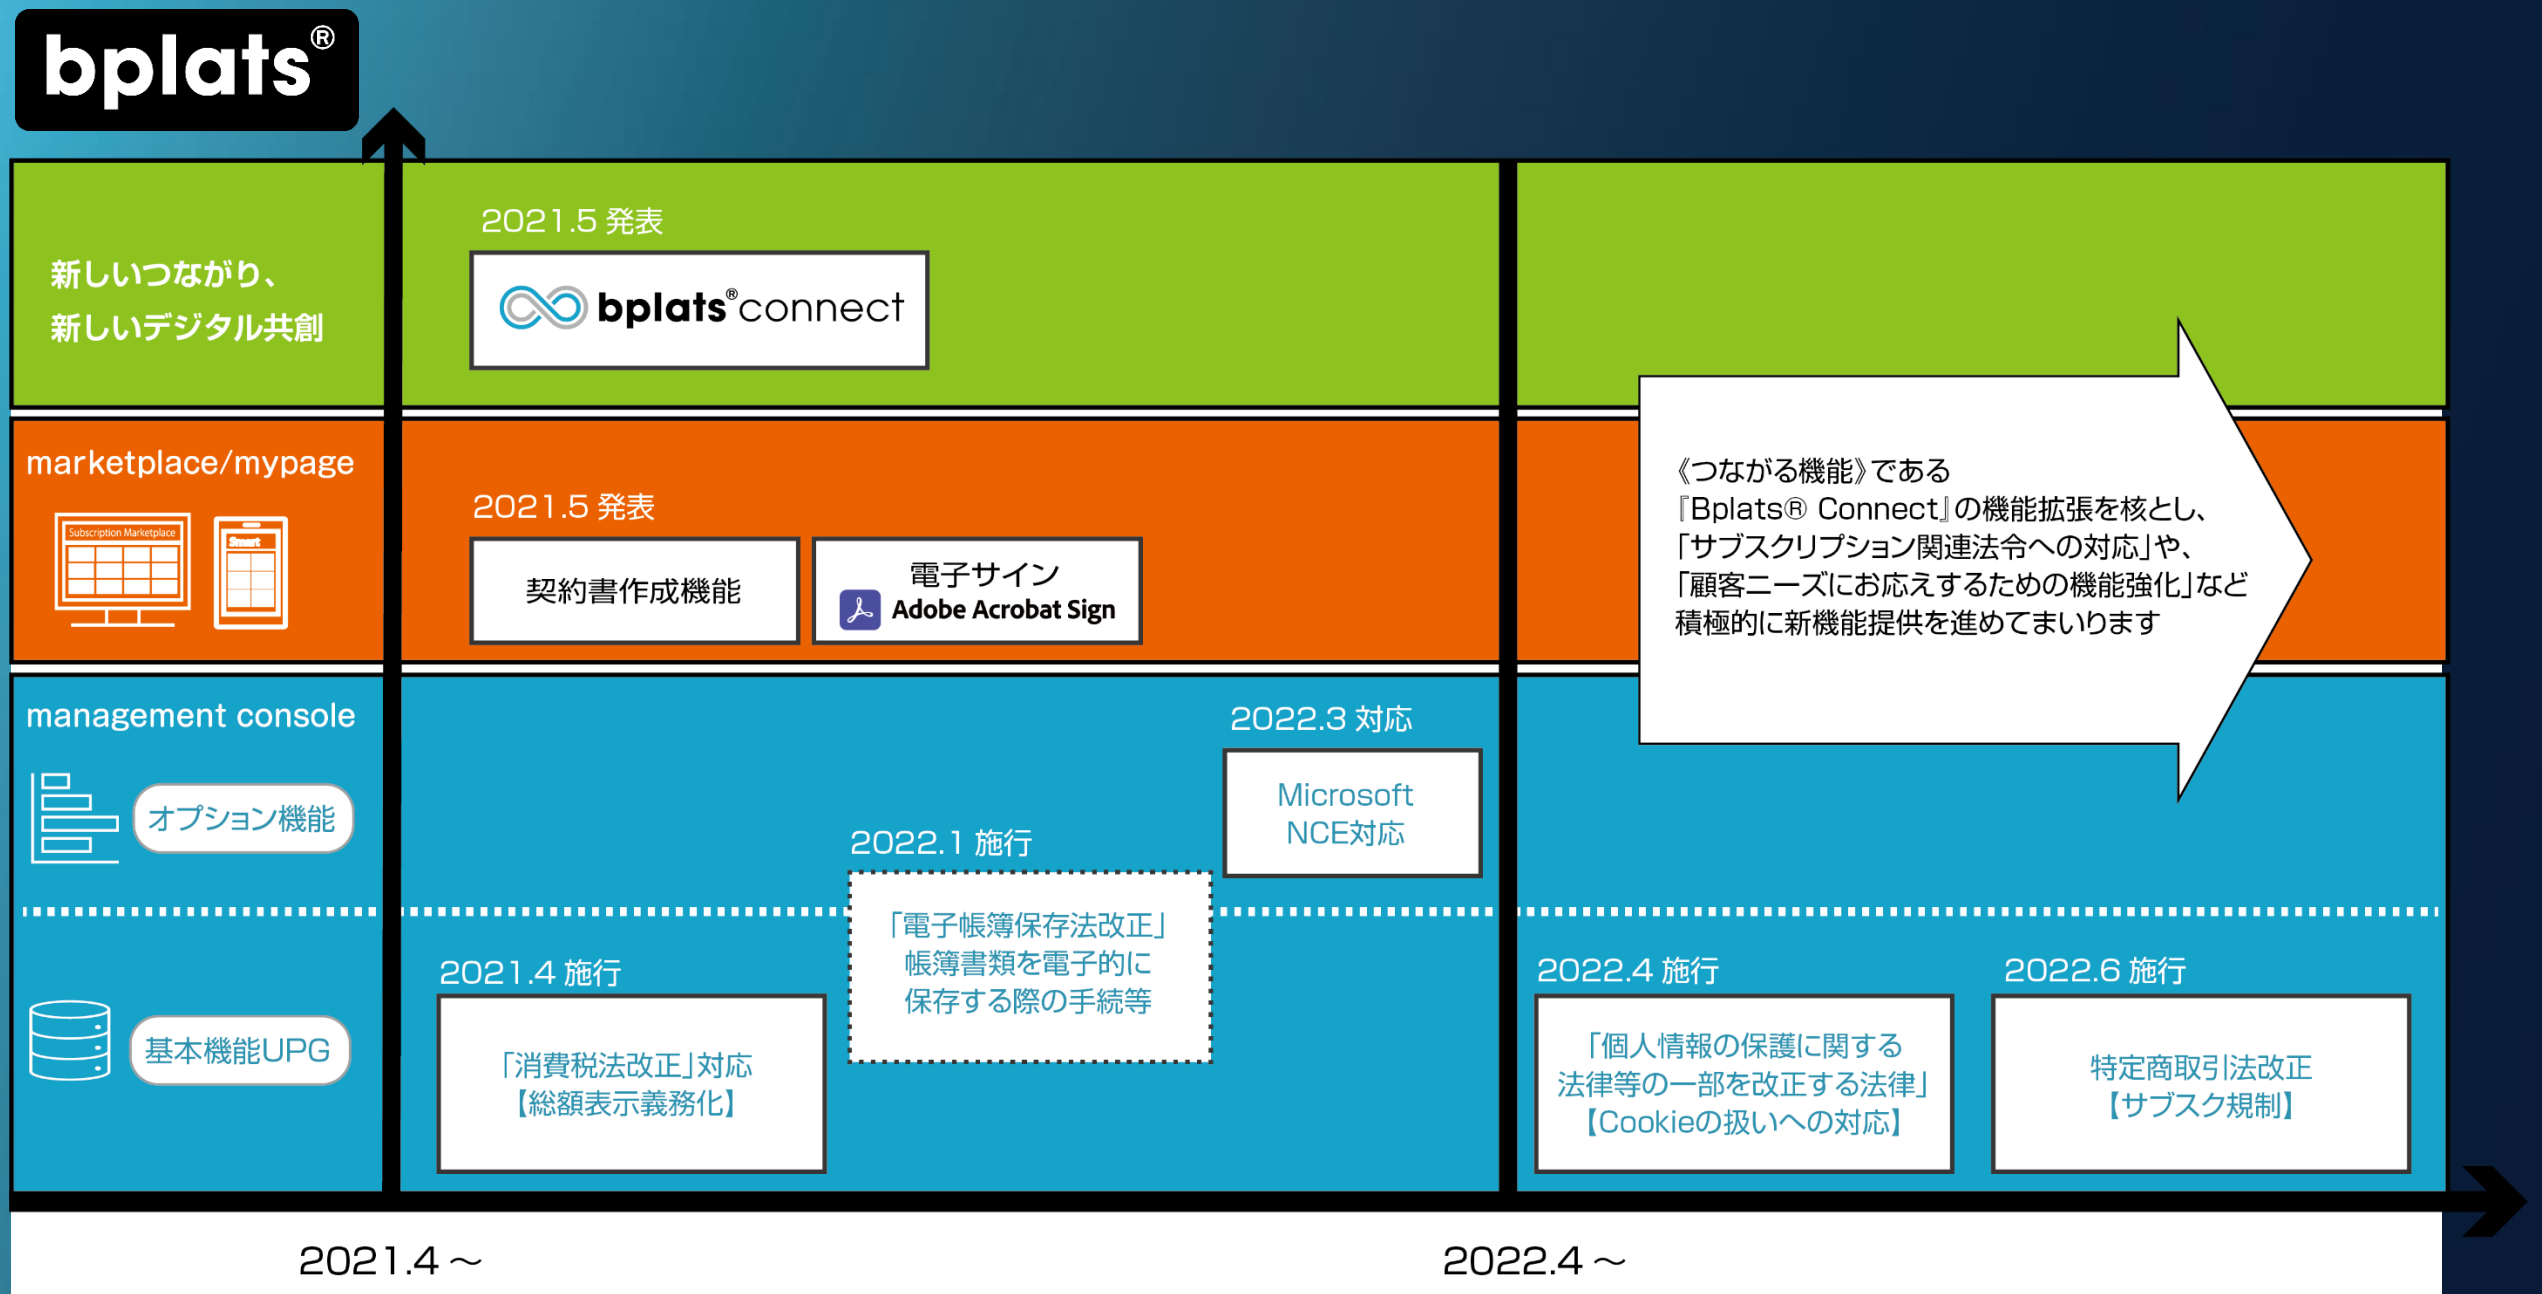 bplats®
新しいつながり、
新しいデジタル共創
2021.5 発表
bplats®connect
marketplace/mypage
Subscription Marketplace
Smart
2021.5 発表
契約書作成機能
電子サイン
Adobe Acrobat Sign
《つながる機能》である
『Bplats® Connect』の機能拡張を核とし、
「サブスクリプション関連法令への対応」や、
「顧客ニーズにお応えするための機能強化」など
積極的に新機能提供を進めてまいります
management console
オプション機能
2022.3 対応
Microsoft
NCE対応
2022.1 施行
「電子帳簿保存法改正」
帳簿書類を電子的に
保存する際の手続等
基本機能UPG
2021.4 施行
「消費税法改正」対応
【総額表示義務化】
2022.4 施行
「個人情報の保護に関する
法律等の一部を改正する法律」
【Cookieの扱いへの対応】
2022.6 施行
特定商取引法改正
【サブスク規制】
2021.4～
2022.4～